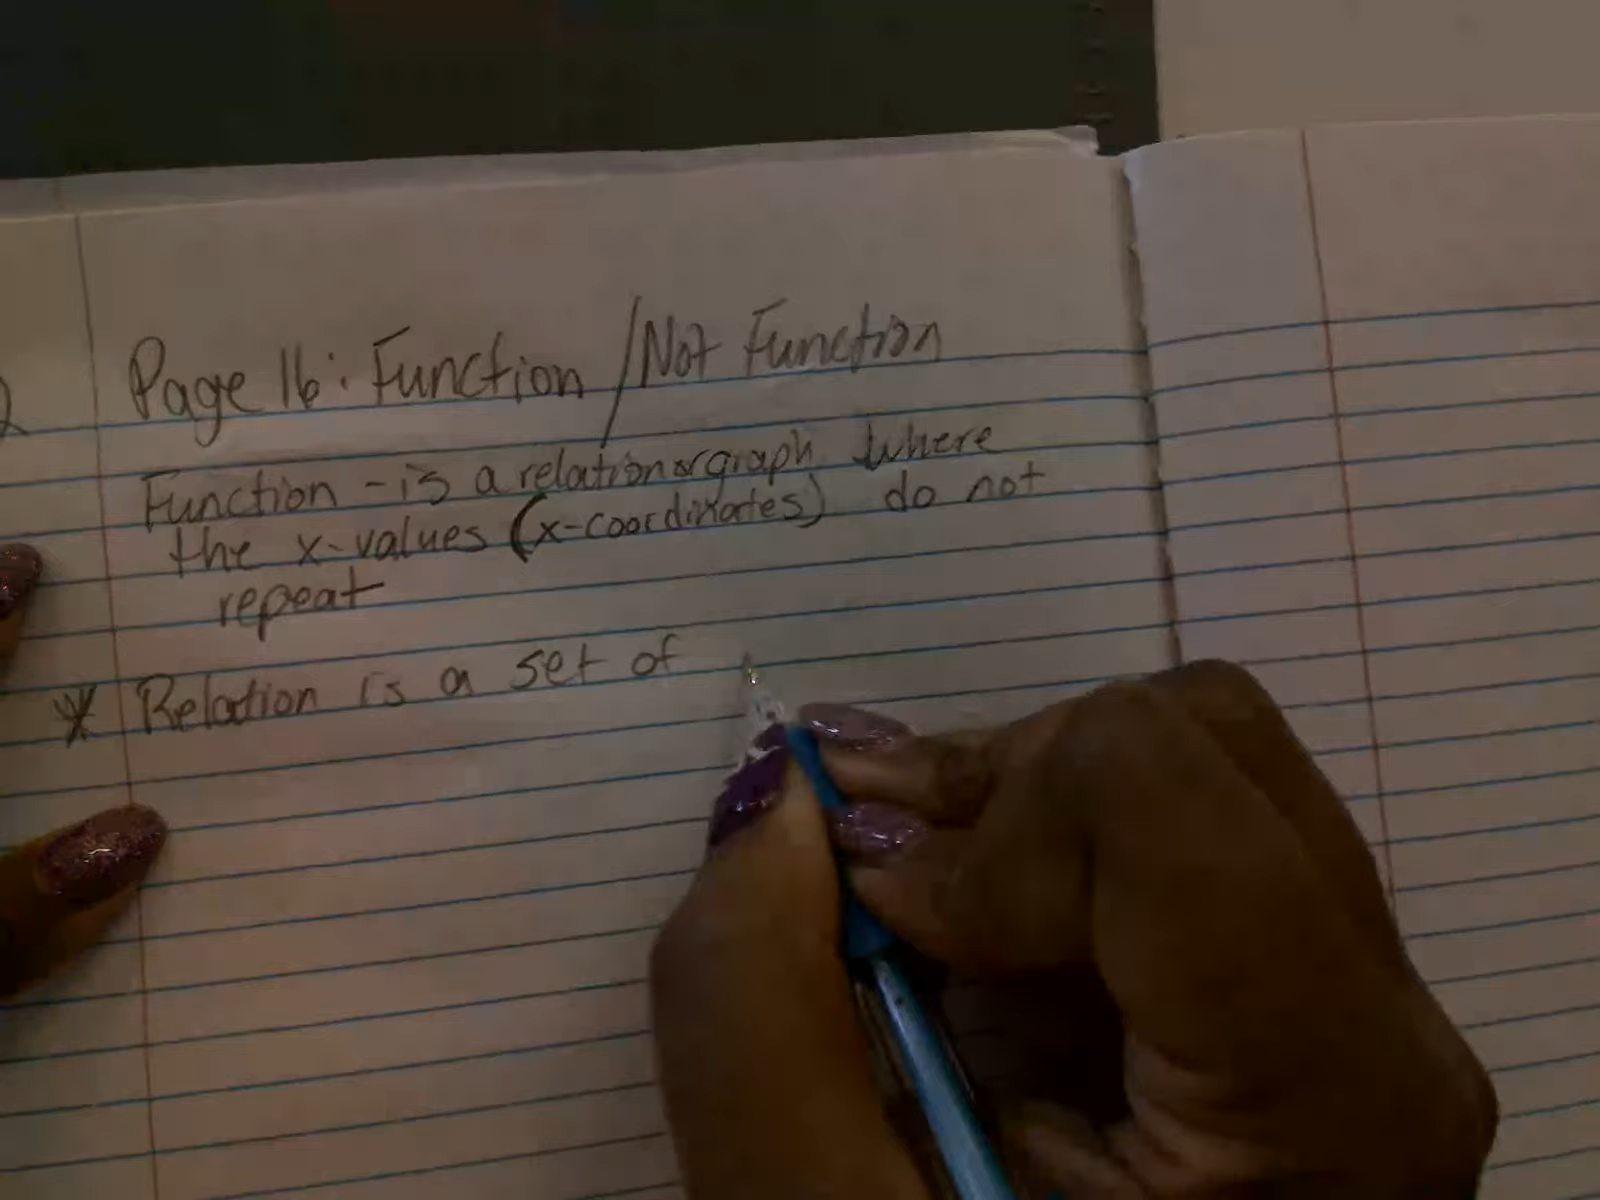 Page 16: Function / Not Function
Function - is a relation or graph where
the x-values (x-coordinates) do not
repeat
* Relation is a set of